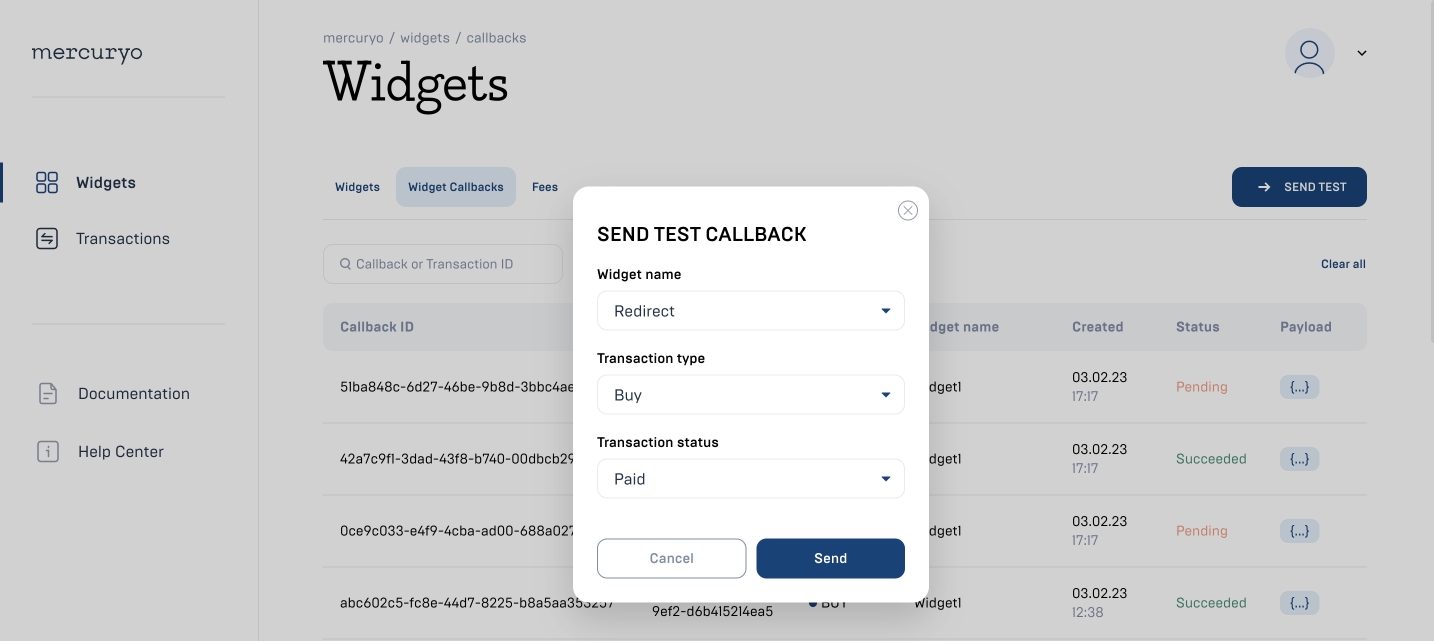 mercuryo
Widgets
Transactions
Documentation
Help Center
mercuryo / widgets / callbacks
Widgets
Widgets
Widget Callbacks
Fees
SEND TEST
Callback or Transaction ID
Clear all
Callback ID
dget name
Created
Status
Payload
51ba848c-6d27-46be-9b8d-3bbc4ae
dget1
03.02.23
17:17
Pending
{...}
42a7c9f1-3dad-43f8-b740-00dbcb29
dget1
03.02.23
17:17
Succeeded
{...}
0ce9c033-e4f9-4cba-ad00-688a027
dget1
03.02.23
17:17
Pending
{...}
abc602c5-fc8e-44d7-8225-b8a5aa353257
9ef2-d6b415214ea5
BUY
Widget1
03.02.23
12:38
Succeeded
{...}
SEND TEST CALLBACK
Widget name
Redirect
Transaction type
Buy
Transaction status
Paid
Cancel
Send